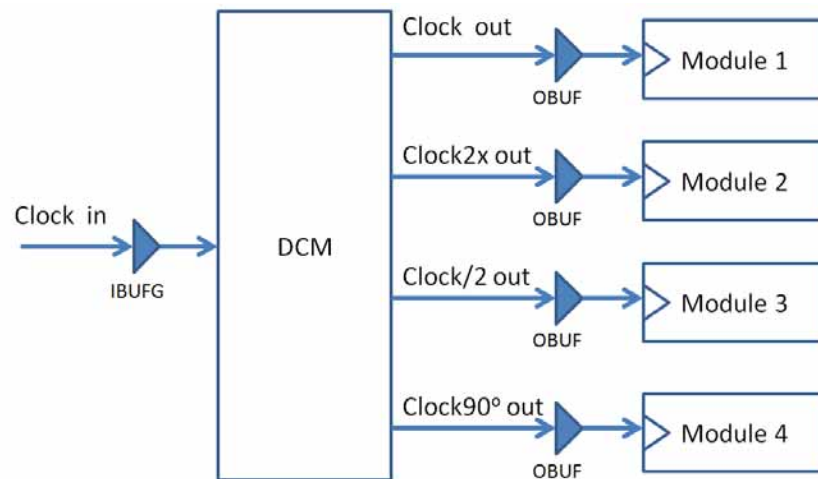 Clock out
OBUF
Module 1
Clock2x out
OBUF
Module 2
Clock in
IBUFG
DCM
Clock/2 out
OBUF
Module 3
Clock90° out
OBUF
Module 4